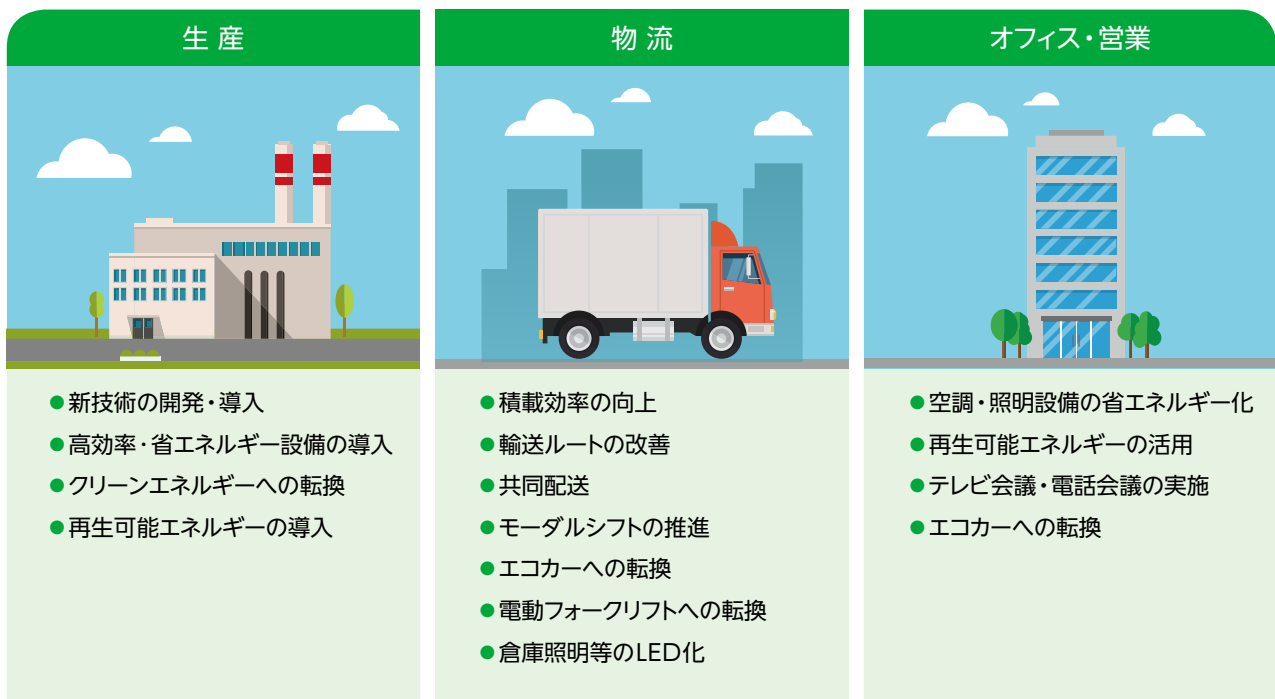 生産
●新技術の開発・導入
●高効率・省エネルギー設備の導入
●クリーンエネルギーへの転換
●再生可能エネルギーの導入
物流
●積載効率の向上
●輸送ルートの改善
●共同配送
●モーダルシフトの推進
●エコカーへの転換
●電動フォークリフトへの転換
●倉庫照明等のLED化
オフィス・営業
●空調・照明設備の省エネルギー化
●再生可能エネルギーの活用
●テレビ会議・電話会議の実施
●エコカーへの転換